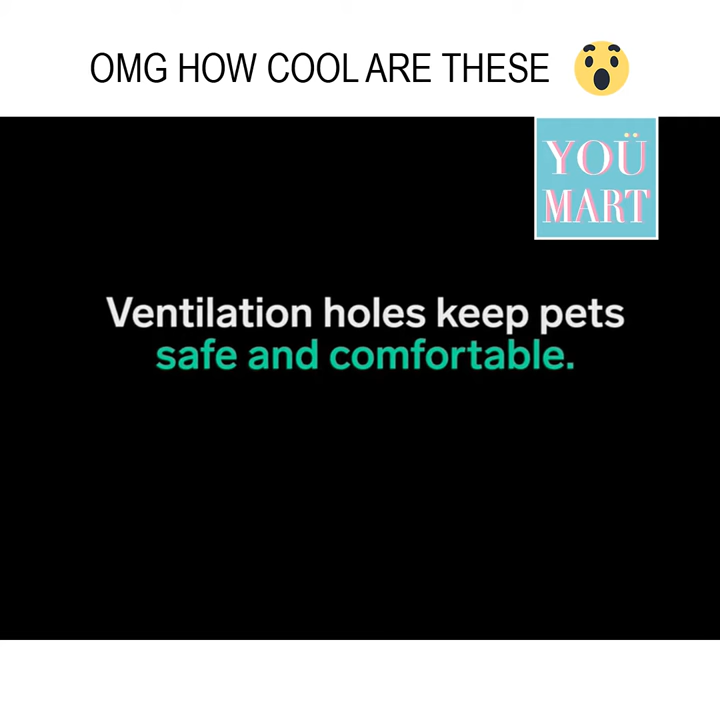 OMG HOW COOL ARE THESE
YOÜ
MART
Ventilation holes keep pets
safe and comfortable.